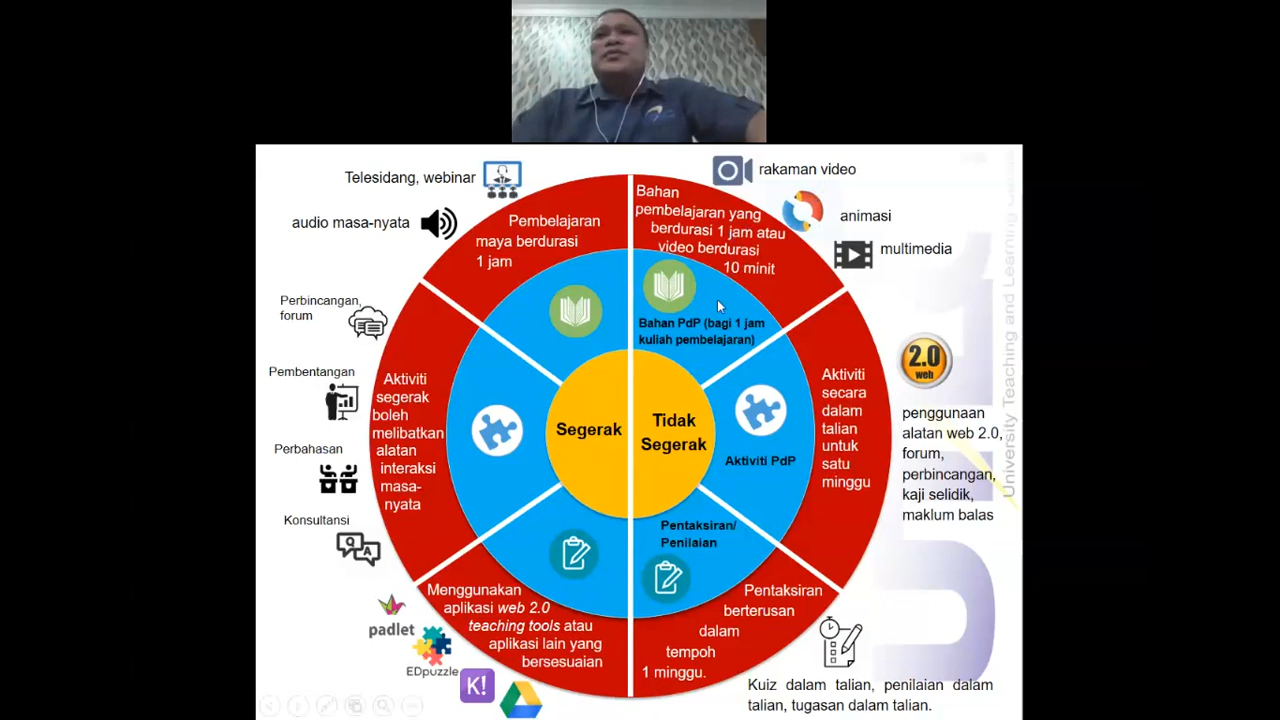 Telesidang, webinar
audio masa-nyata
Pembelajaran
maya berdurasi
1 jam
Bahan
pembelajaran yang
berdurasi 1 jam atau
video berdurasi
10 minit
rakaman video
animasi
multimedia
Perbincangan,
forum
Pembentangan
Perbahasan
Konsultansi
Q
A
Aktiviti
segerak
boleh
melibatkan
alatan
interaksi
masa-
nyata
Bahan PdP (bagi 1 jam
kuliah pembelajaran)
Segerak
Tidak
Segerak
Aktiviti PdP
Pentaksiran/
Penilaian
Aktiviti
secara
dalam
talian
untuk
satu
minggu
2.0
web
penggunaan
alatan web 2.0,
forum,
perbincangan,
kaji selidik,
maklum balas
Menggunakan
aplikasi web 2.0
teaching tools atau
aplikasi lain yang
bersesuaian
padlet
EDpuzzle
K!
Pentaksiran
berterusan
dalam
tempoh
1 minggu.
Kuiz dalam talian, penilaian dalam
talian, tugasan dalam talian.
University Teaching and Learning